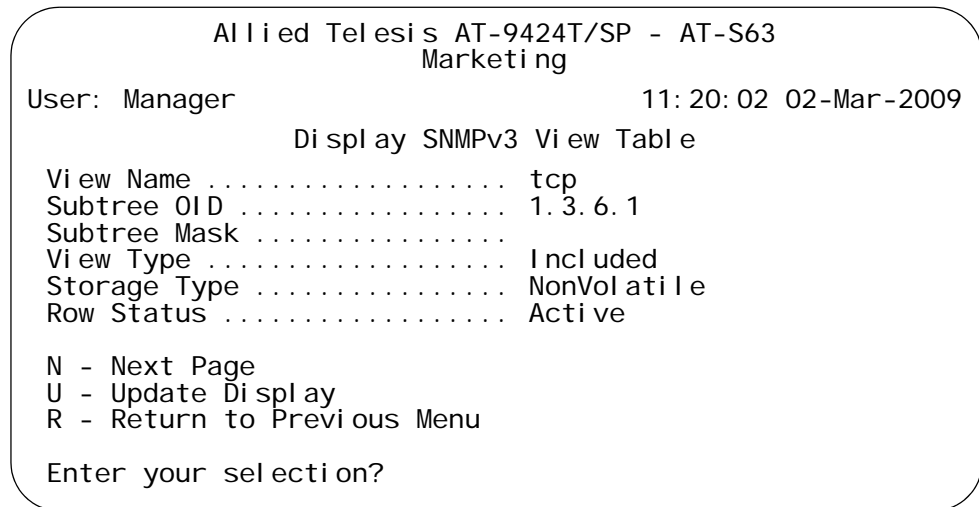 Allied Telesis AT-9424T/SP - AT-S63
Marketing
User: Manager 11:20:02 02-Mar-2009
Display SNMPv3 View Table
View Name ................... tcp
Subtree OID ................. 1.3.6.1
Subtree Mask ................
View Type ................... Included
Storage Type ................ NonVolatile
Row Status .................. Active
N - Next Page
U - Update Display
R - Return to Previous Menu
Enter your selection?